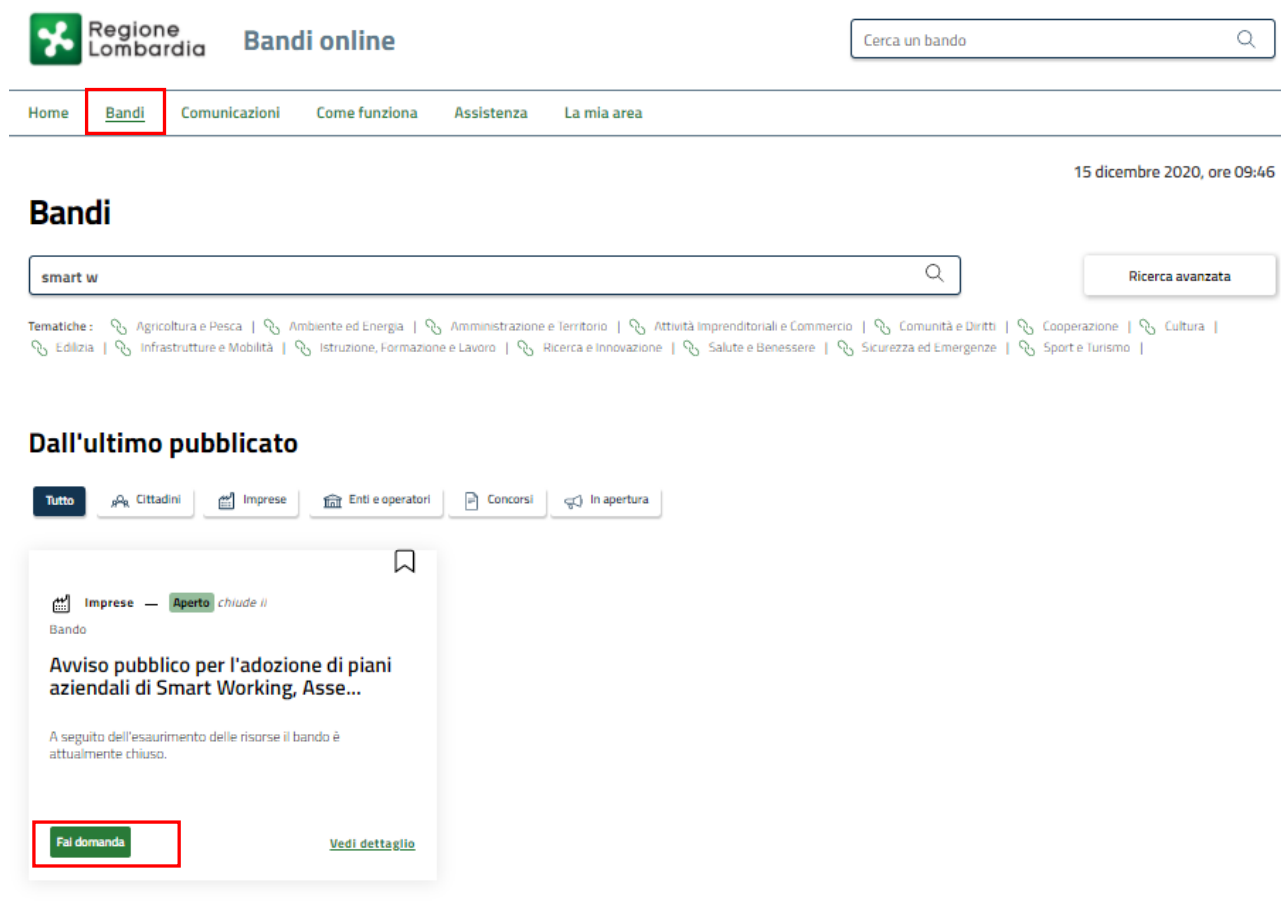 Regione
Lombardia
Bandi online
Cerca un bando
Home Bandi Comunicazioni Come funziona Assistenza La mia area
15 dicembre 2020, ore 09:46
Bandi
smart w
Ricerca avanzata
Tematiche : Agricoltura e Pesca | Ambiente ed Energia | Amministrazione e Territorio | Attività Imprenditoriali e Commercio | Comunità e Diritti | Cooperazione | Cultura |
Edilizia | Infrastrutture e Mobilità | Istruzione, Formazione e Lavoro | Ricerca e Innovazione | Salute e Benessere | Sicurezza ed Emergenze | Sport e Turismo |
Dall'ultimo pubblicato
Tutto Cittadini Imprese Enti e operatori Concorsi In apertura
Imprese — Aperto chiude il
Bando
Avviso pubblico per l'adozione di piani
aziendali di Smart Working, Asse...
A seguito dell'esaurimento delle risorse il bando è
attualmente chiuso.
Fai domanda Vedi dettaglio